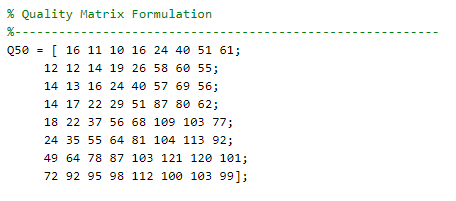 % Quality Matrix Formulation
%----------------------------------------------------------
Q50 = [ 16 11 10 16 24 40 51 61;
12 12 14 19 26 58 60 55;
14 13 16 24 40 57 69 56;
14 17 22 29 51 87 80 62;
18 22 37 56 68 109 103 77;
24 35 55 64 81 104 113 92;
49 64 78 87 103 121 120 101;
72 92 95 98 112 100 103 99];